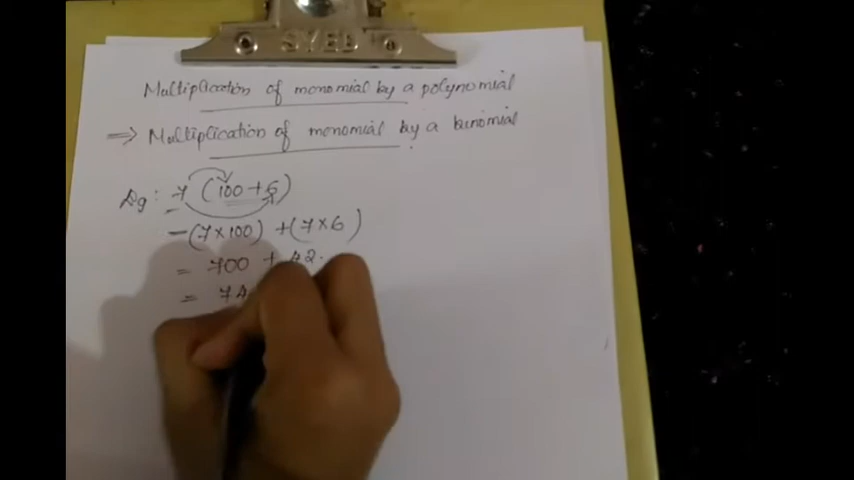 SYED
Multiplication of monomial by a polynomial
⇒ Multiplication of monomial by a binomial
Eg: 7 (100+6)
= (7×100) +(7×6)
= 700 + 42
= 74